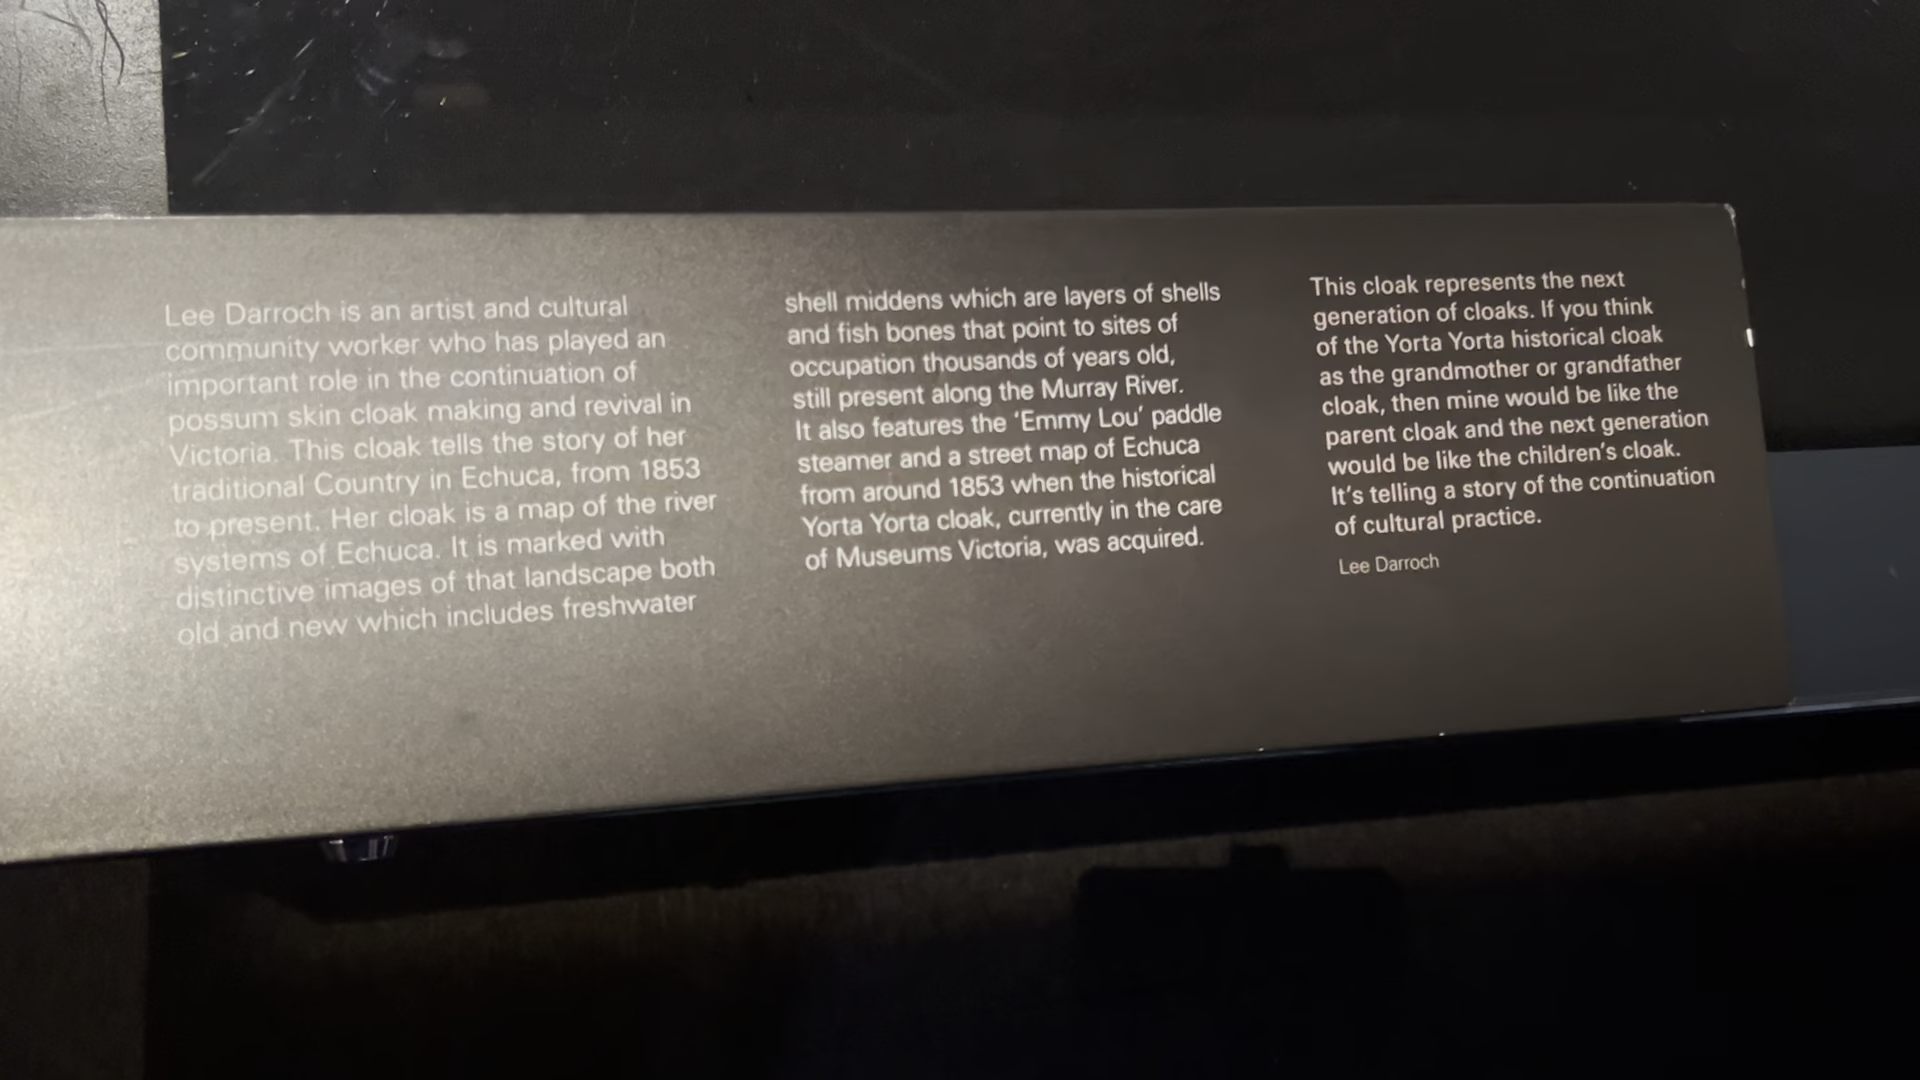 Lee Darroch is an artist and cultural
community worker who has played an
important role in the continuation of
possum skin cloak making and revival in
Victoria. This cloak tells the story of her
traditional Country in Echuca, from 1853
to present. Her cloak is a map of the river
systems of Echuca. It is marked with
distinctive images of that landscape both
old and new which includes freshwater
shell middens which are layers of shells
and fish bones that point to sites of
occupation thousands of years old,
still present along the Murray River.
It also features the ‘Emmy Lou’ paddle
steamer and a street map of Echuca
from around 1853 when the historical
Yorta Yorta cloak, currently in the care
of Museums Victoria, was acquired.
This cloak represents the next
generation of cloaks. If you think
of the Yorta Yorta historical cloak
as the grandmother or grandfather
cloak, then mine would be like the
parent cloak and the next generation
would be like the children’s cloak.
It’s telling a story of the continuation
of cultural practice.
Lee Darroch